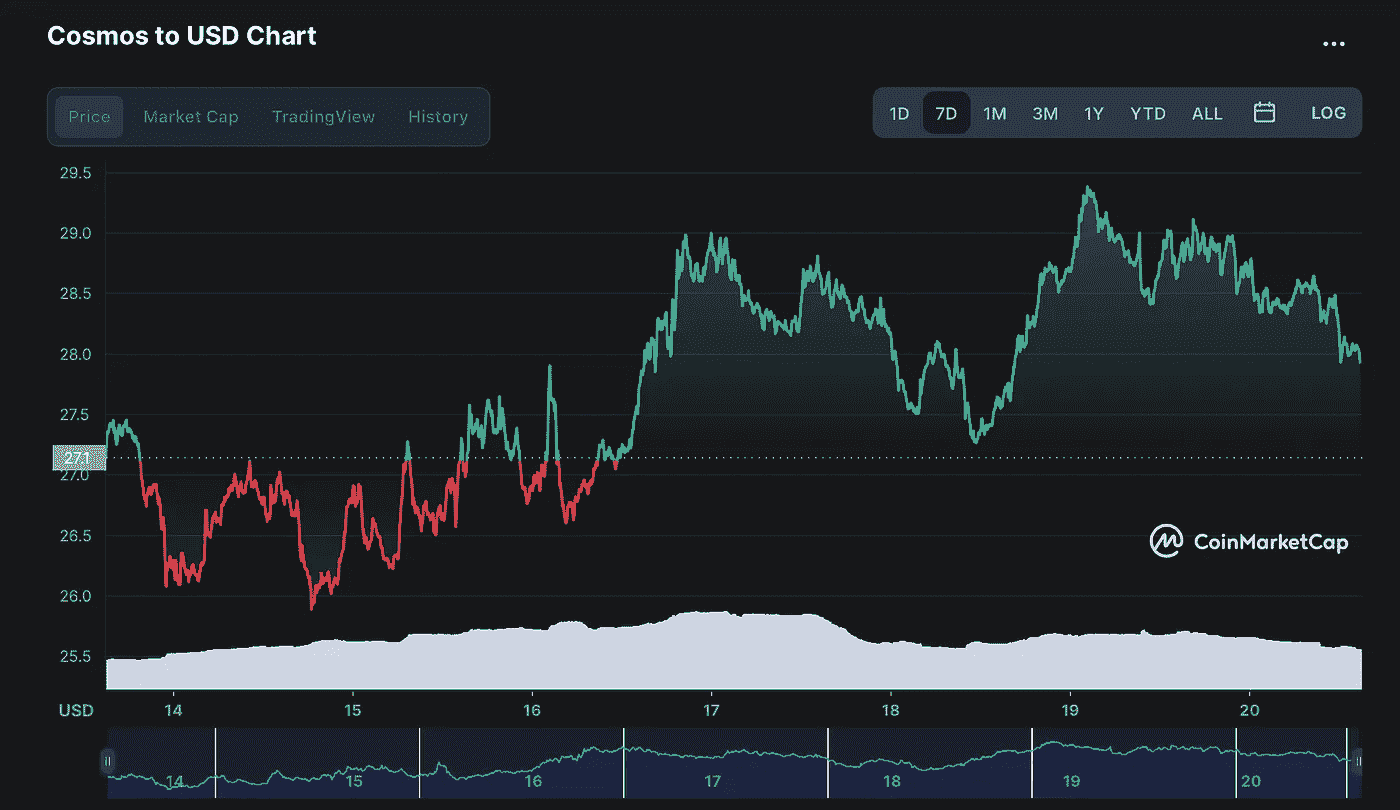 Cosmos to USD Chart
Price Market Cap TradingView History
1D 7D 1M 3M 1Y YTD ALL LOG
29.5
29.0
28.5
28.0
27.5
27.0
26.5
CoinMarketCap
26.0
25.5
USD 14 15 16 17 18 19 20
14 15 16 17 18 19 20